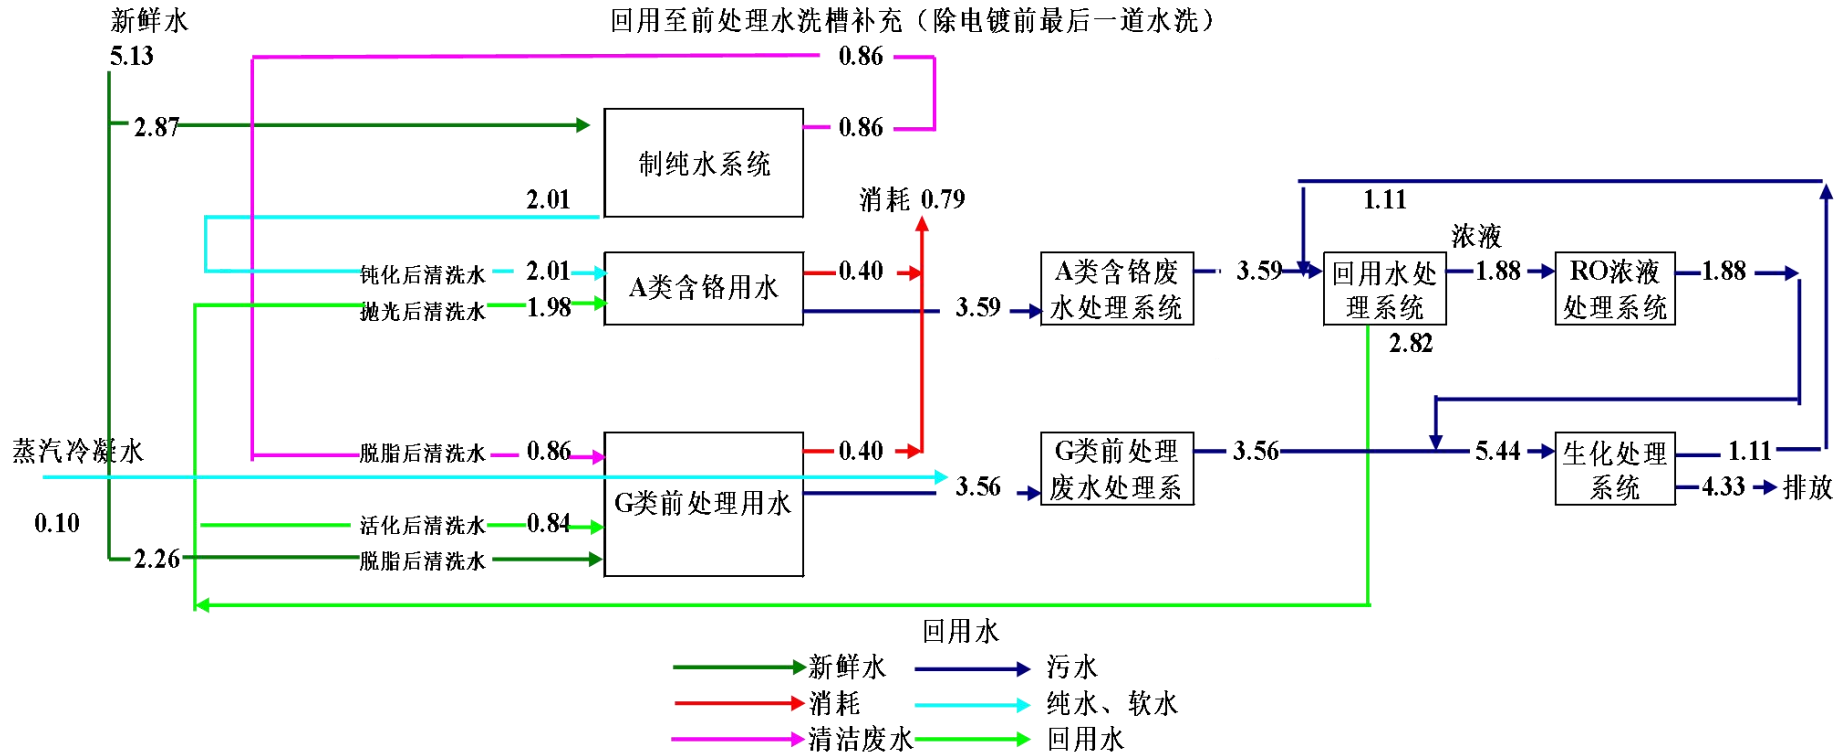 新鲜水
5.13
回用至前处理水洗槽补充（除电镀前最后一道水洗）
0.86
2.87
0.86
制纯水系统
2.01
消耗 0.79
1.11
浓液
钝化后清洗水
2.01
A类含铬用水
0.40
A类含铬废
水处理系统
3.59
回用水处
理系统
1.88
RO浓液
处理系统
1.88
抛光后清洗水
1.98
3.59
2.82
蒸汽冷凝水
脱脂后清洗水
0.86
0.40
G类前处理
废水处理系
3.56
5.44
生化处理
系统
1.11
G类前处理用水
3.56
4.33
排放
0.10
活化后清洗水
0.84
2.26
脱脂后清洗水
回用水
新鲜水
污水
消耗
纯水、软水
清洁废水
回用水